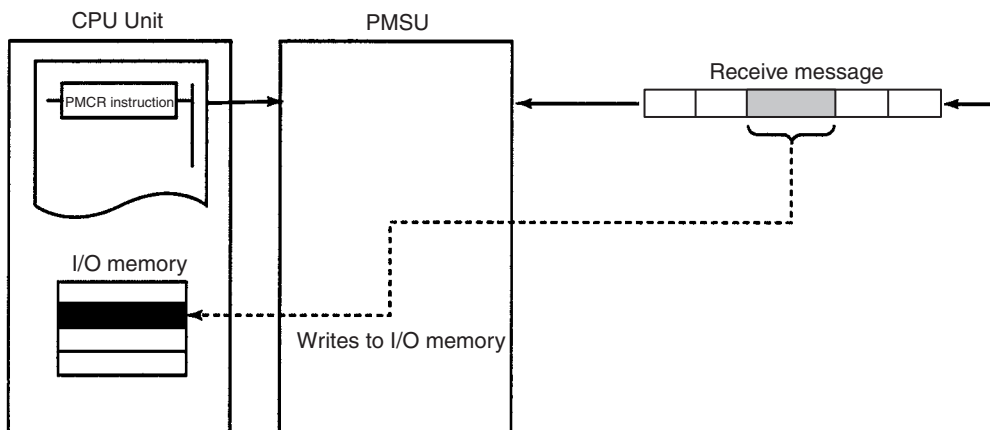 CPU Unit
PMSU
Receive message
PMCR instruction
I/O memory
Writes to I/O memory